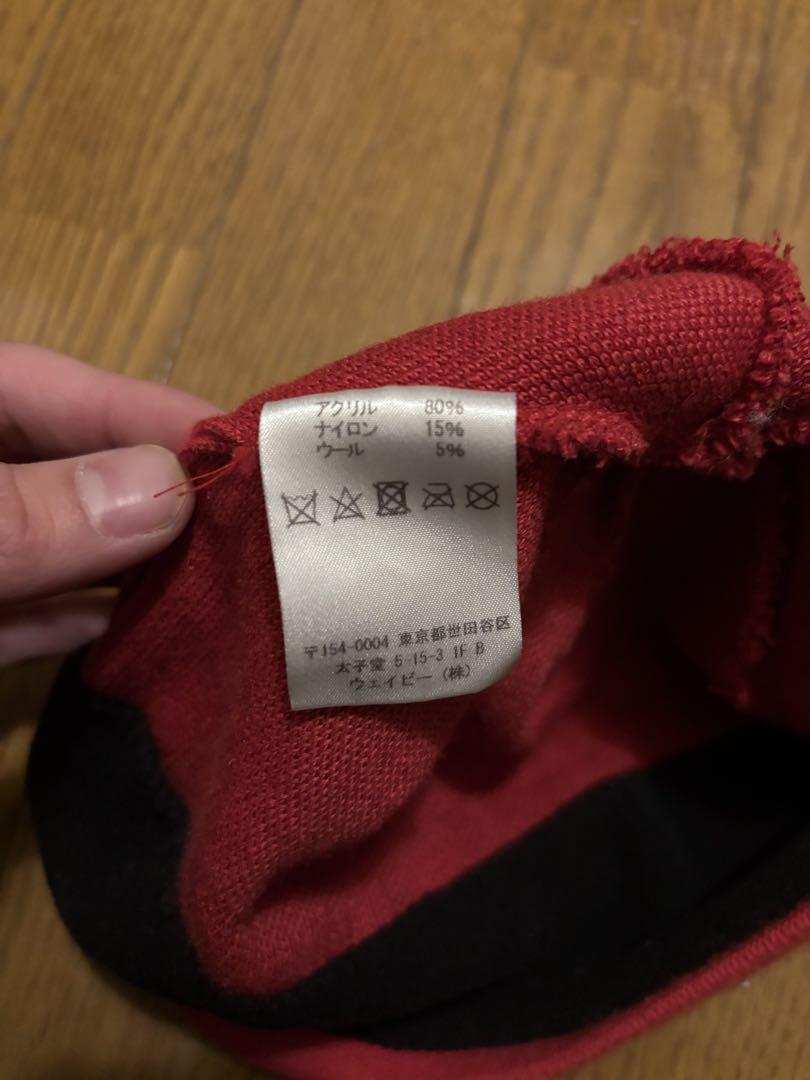 アクリル 80%
ナイロン 15%
ウール 5%
〒154-0004 東京都世田谷区
太子堂 5-15-3 1F B
ウェイビー (株)